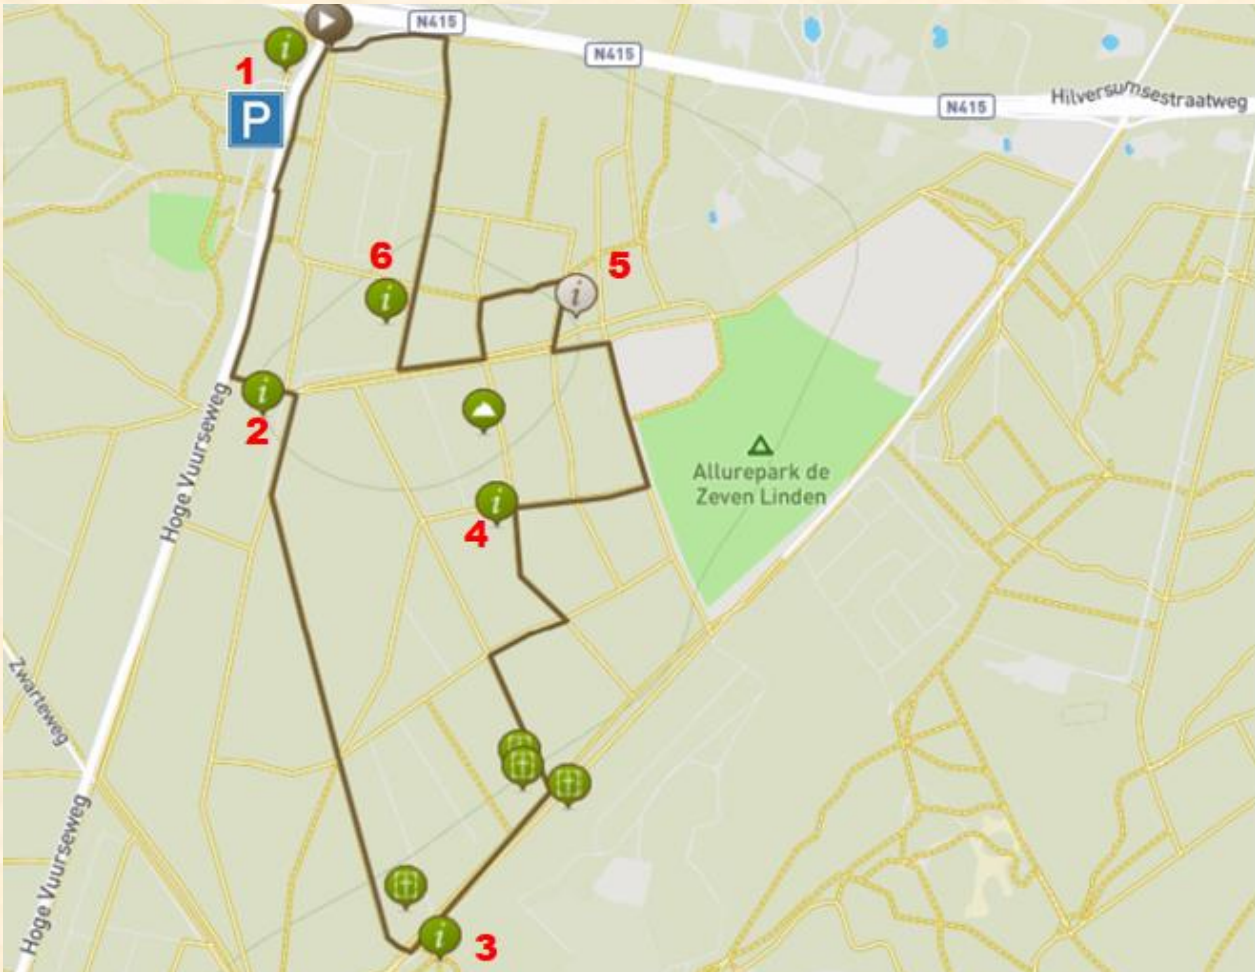 N415
N415
1
Hilversumsestraatweg
N415
P
6
5
i
i
i
i
2
Hoge Vuurseweg
Allurepark de
Zeven Linden
i
4
Zwarteweg
Hoge Vuurseweg
i
3